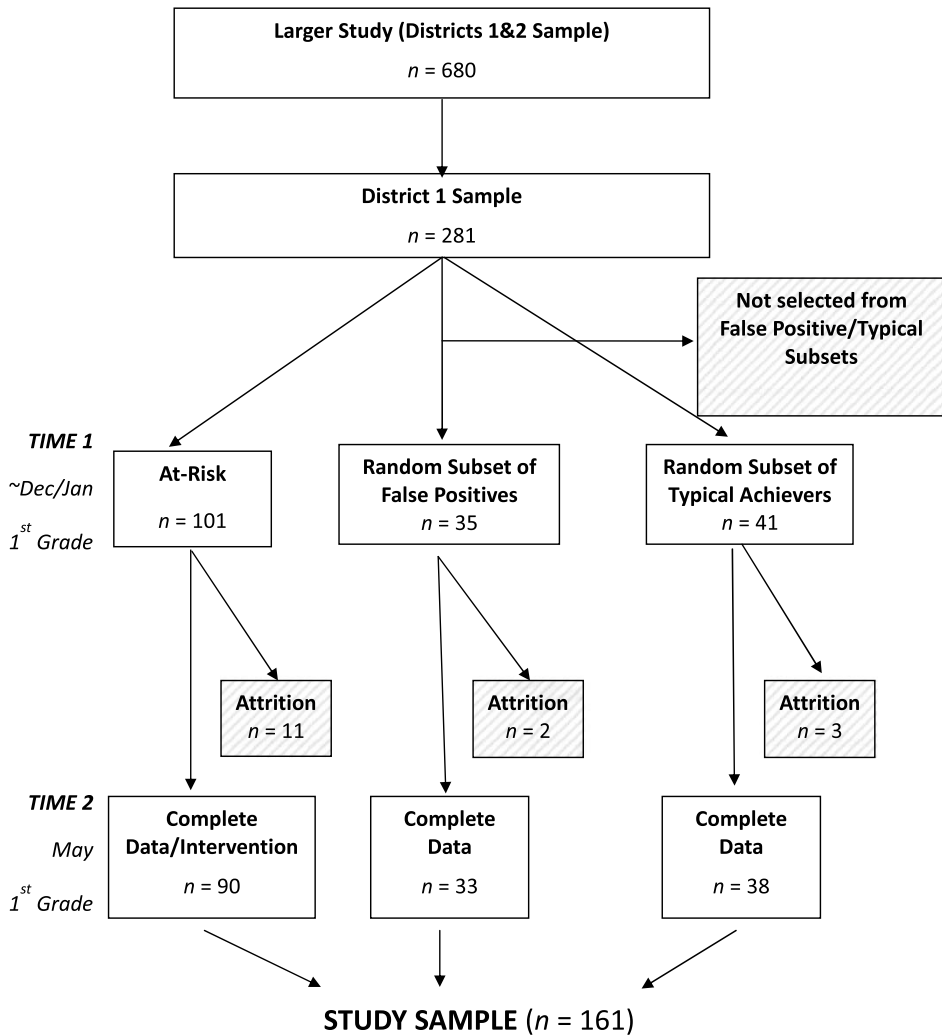 Larger Study (Districts 1&2 Sample)
n = 680
District 1 Sample
n = 281
Not selected from
False Positive/Typical
Subsets
TIME 1
~Dec/Jan
1st Grade
At-Risk
n = 101
Random Subset of
False Positives
n = 35
Random Subset of
Typical Achievers
n = 41
Attrition
n = 11
Attrition
n = 2
Attrition
n = 3
TIME 2
May
1st Grade
Complete
Data/Intervention
n = 90
Complete
Data
n = 33
Complete
Data
n = 38
STUDY SAMPLE (n = 161)